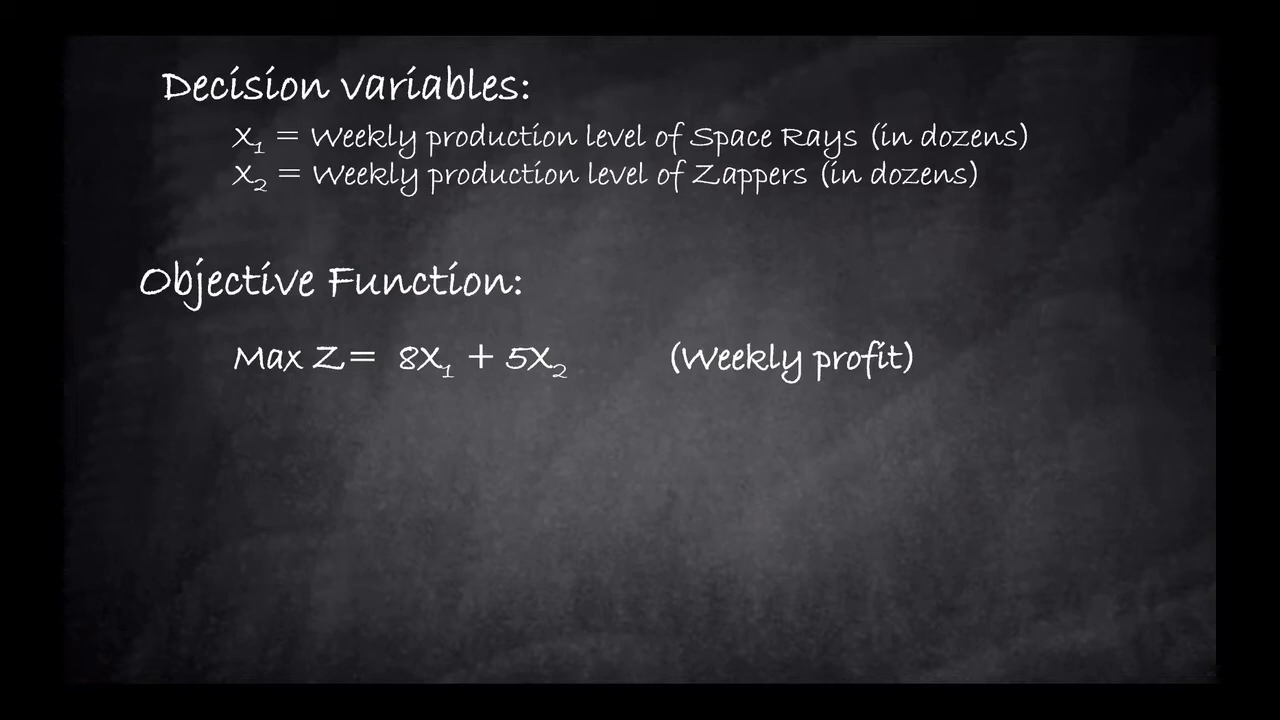 Decision variables:
X₁ = Weekly production level of Space Rays (in dozens)
X₂ = Weekly production level of Zappers (in dozens)
Objective Function:
Max Z = 8X₁ + 5X₂ (Weekly profit)